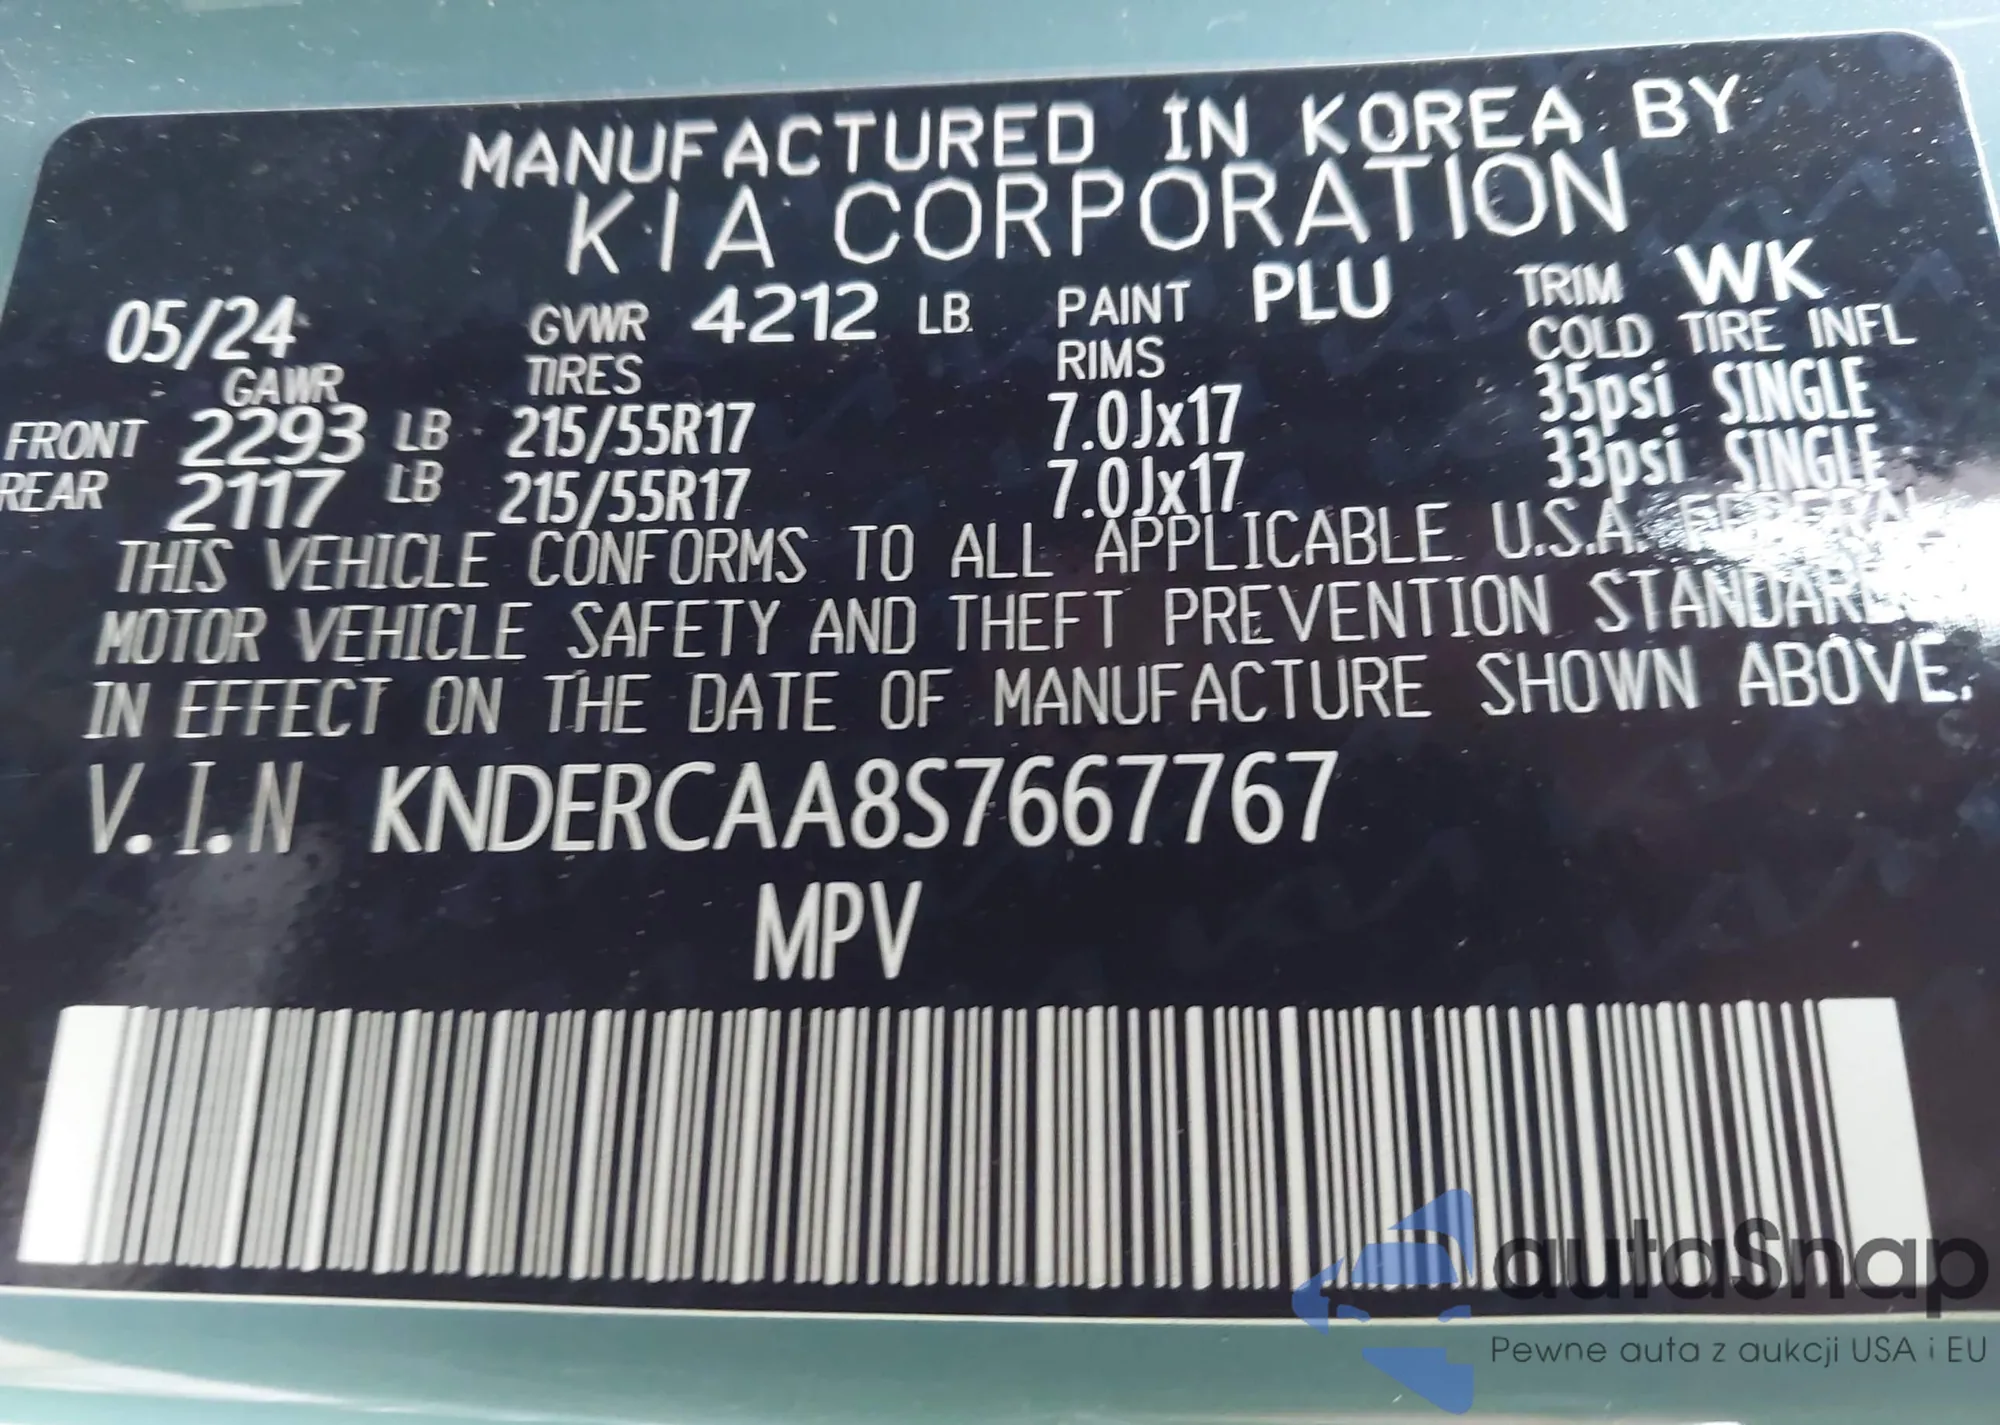 MANUFACTURED IN KOREA BY
KIA CORPORATION
05/24 GVWR 4212 LB PAINT PLU TRIM WK
GAWR TIRES RIMS COLD TIRE INFL
FRONT 2293 LB 215/55R17 7.0Jx17 35psi SINGLE
REAR 2117 LB 215/55R17 7.0Jx17 33psi SINGLE
THIS VEHICLE CONFORMS TO ALL APPLICABLE U.S.A. FEDERAL
MOTOR VEHICLE SAFETY AND THEFT PREVENTION STANDARDS
IN EFFECT ON THE DATE OF MANUFACTURE SHOWN ABOVE.
V.I.N KNDERCAA8S7667767
MPV
autaSnap
Pewne auta z aukcji USA i EU